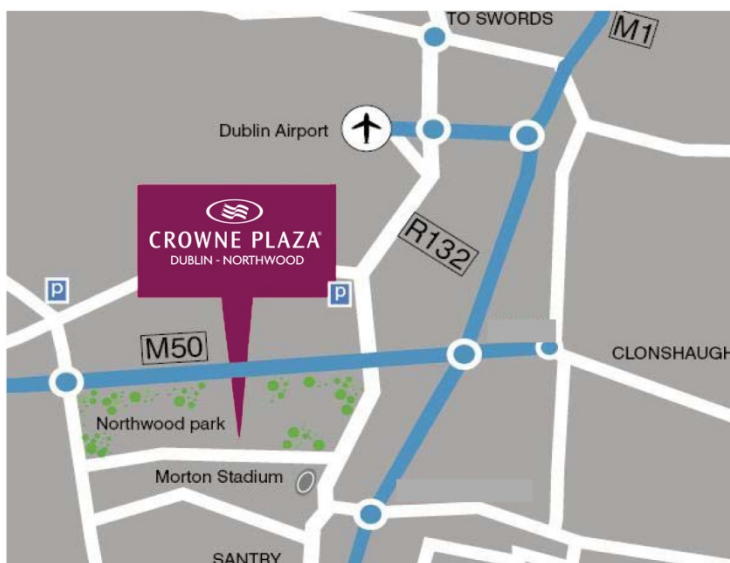 TO SWORDS
M1
Dublin Airport
CROWNE PLAZA
DUBLIN - NORTHWOOD
R132
P
P
M50
CLONSHAUGH
Northwood park
Morton Stadium
SANTRY